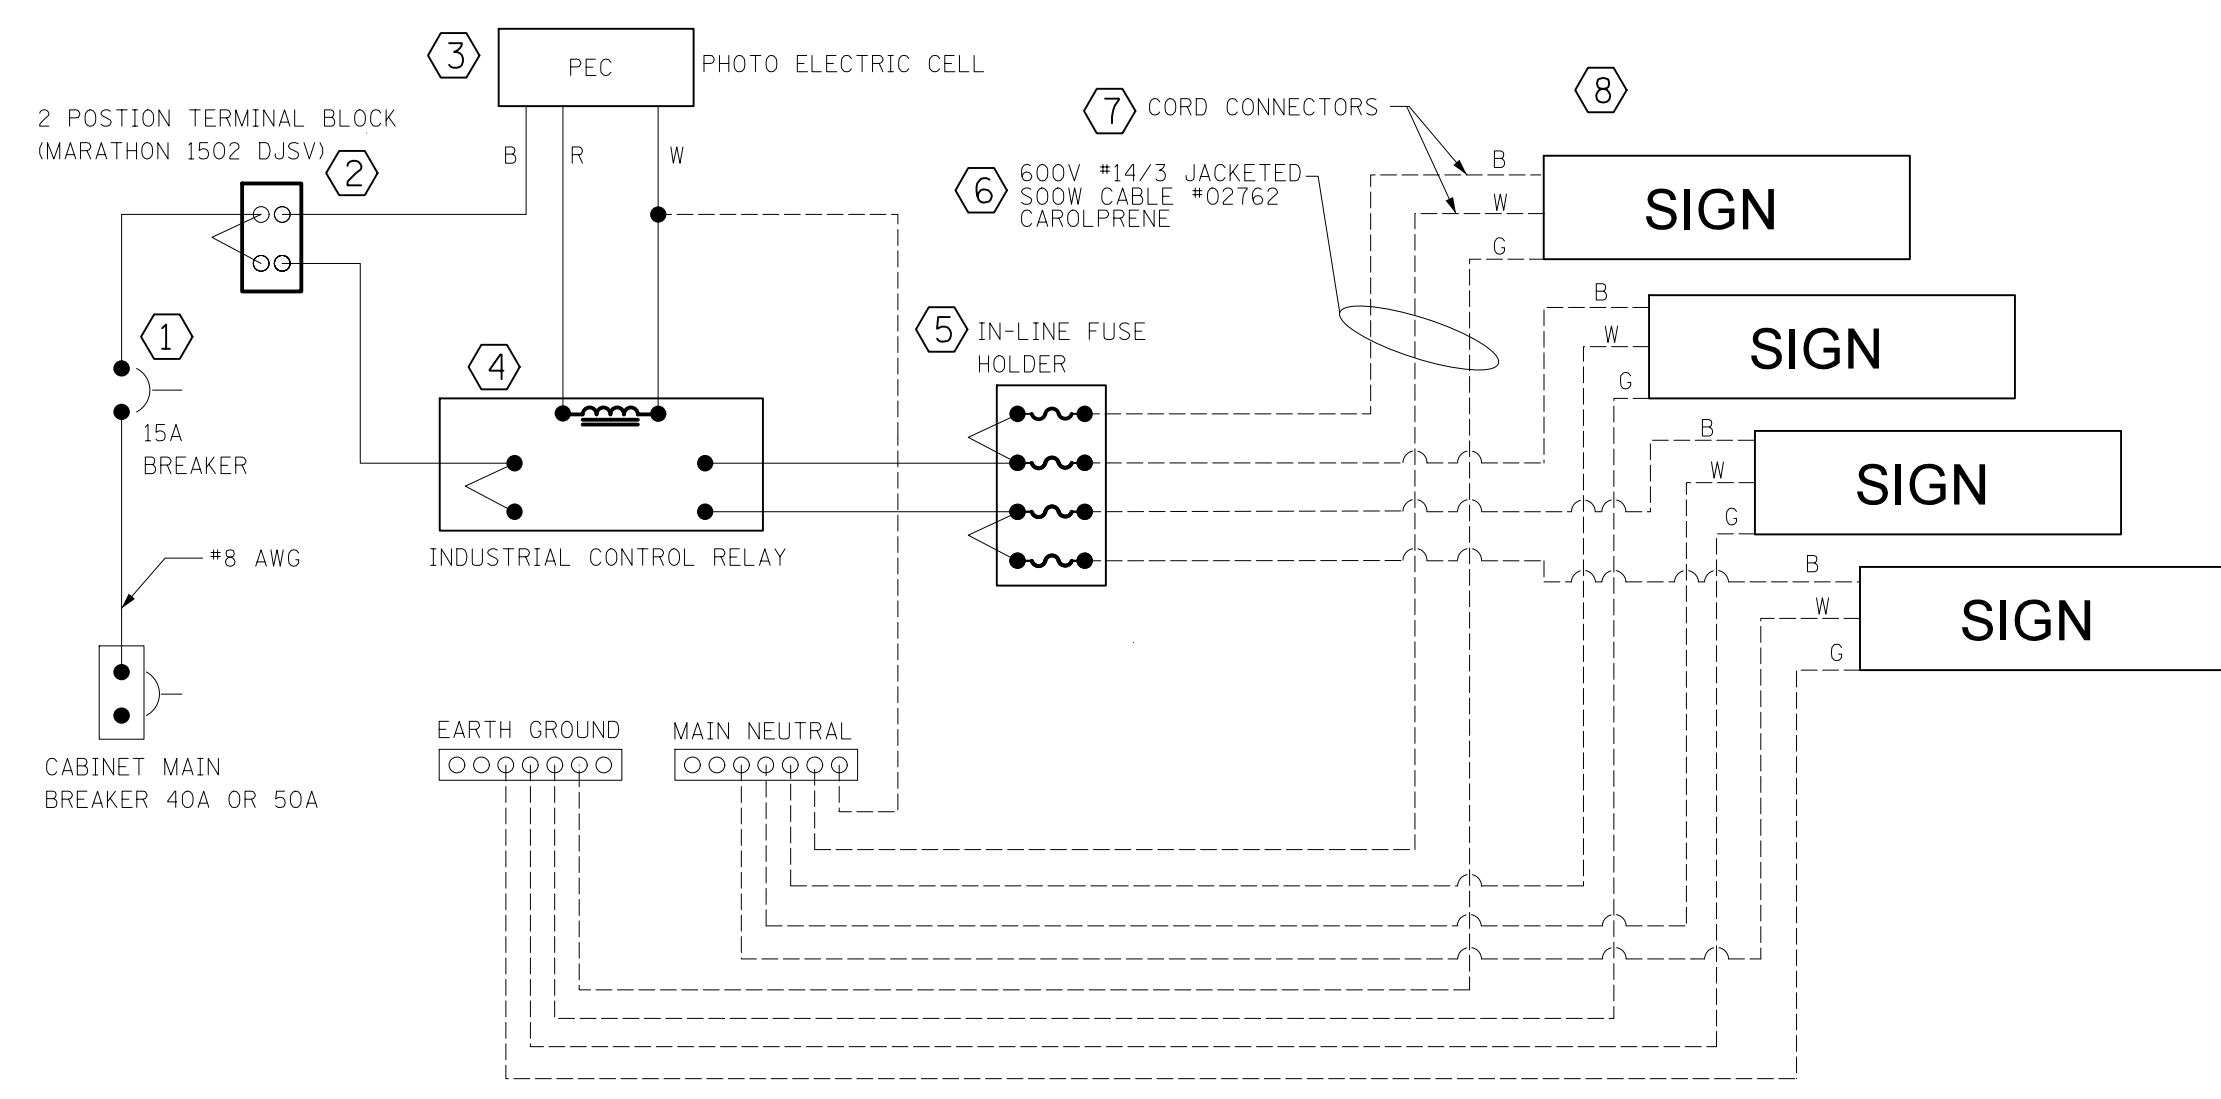 3
PEC
PHOTO ELECTRIC CELL
2 POSTION TERMINAL BLOCK
(MARATHON 1502 DJSV)
2
B
R
W
7
CORD CONNECTORS
8
6
600V #14/3 JACKETED
SOOW CABLE #02762
CAROLPRENE
B
W
G
SIGN
1
15A
BREAKER
4
INDUSTRIAL CONTROL RELAY
5
IN-LINE FUSE
HOLDER
B
W
G
SIGN
B
W
G
SIGN
B
W
G
SIGN
#8 AWG
CABINET MAIN
BREAKER 40A OR 50A
EARTH GROUND
MAIN NEUTRAL